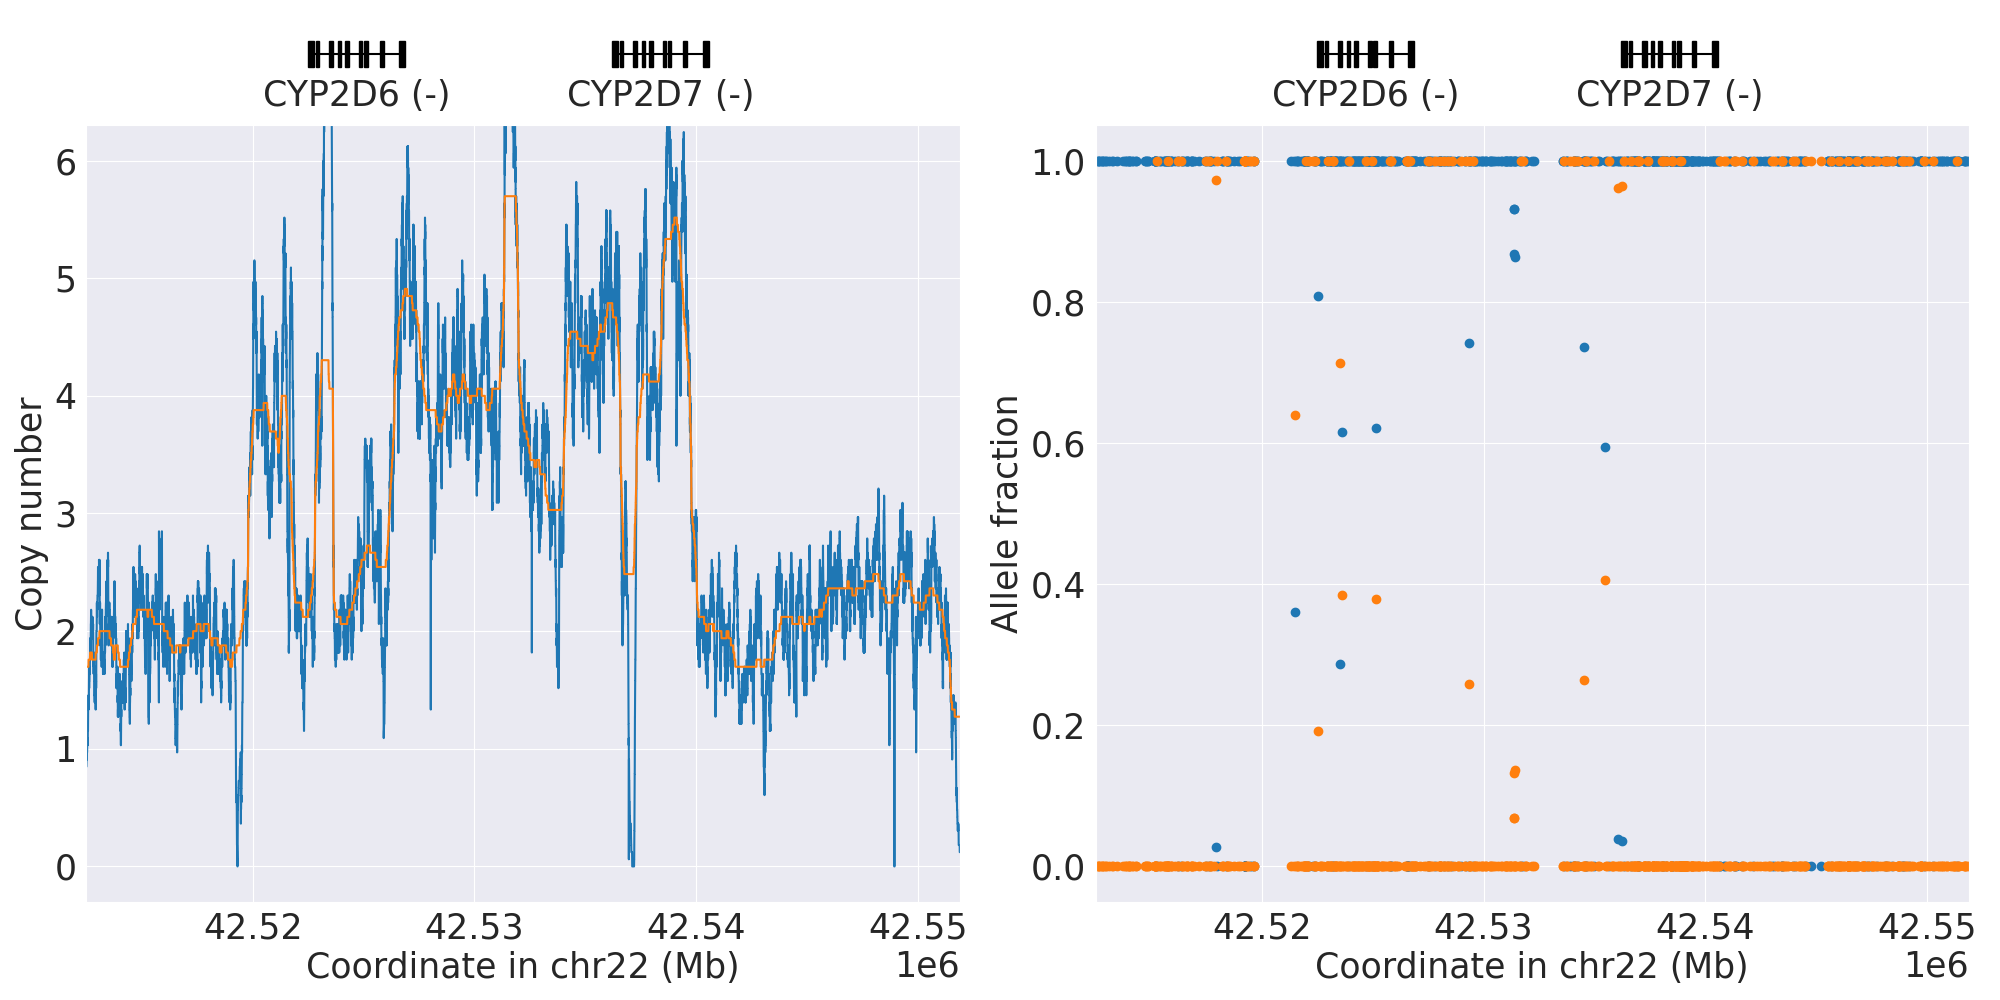 CYP2D6 (-) CYP2D7 (-)
6
5
4
3
2
1
0
Copy number
42.52 42.53 42.54 42.55
Coordinate in chr22 (Mb) 1e6
CYP2D6 (-) CYP2D7 (-)
1.0
0.8
0.6
0.4
0.2
0.0
Allele fraction
42.52 42.53 42.54 42.55
Coordinate in chr22 (Mb) 1e6